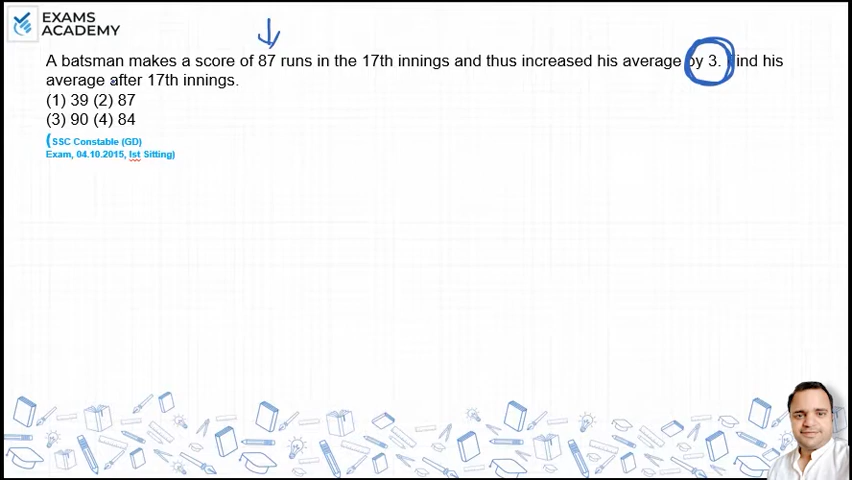 EXAMS
ACADEMY
A batsman makes a score of 87 runs in the 17th innings and thus increased his average by 3. Find his
average after 17th innings.
(1) 39 (2) 87
(3) 90 (4) 84
(SSC Constable (GD)
Exam, 04.10.2015, Ist Sitting)